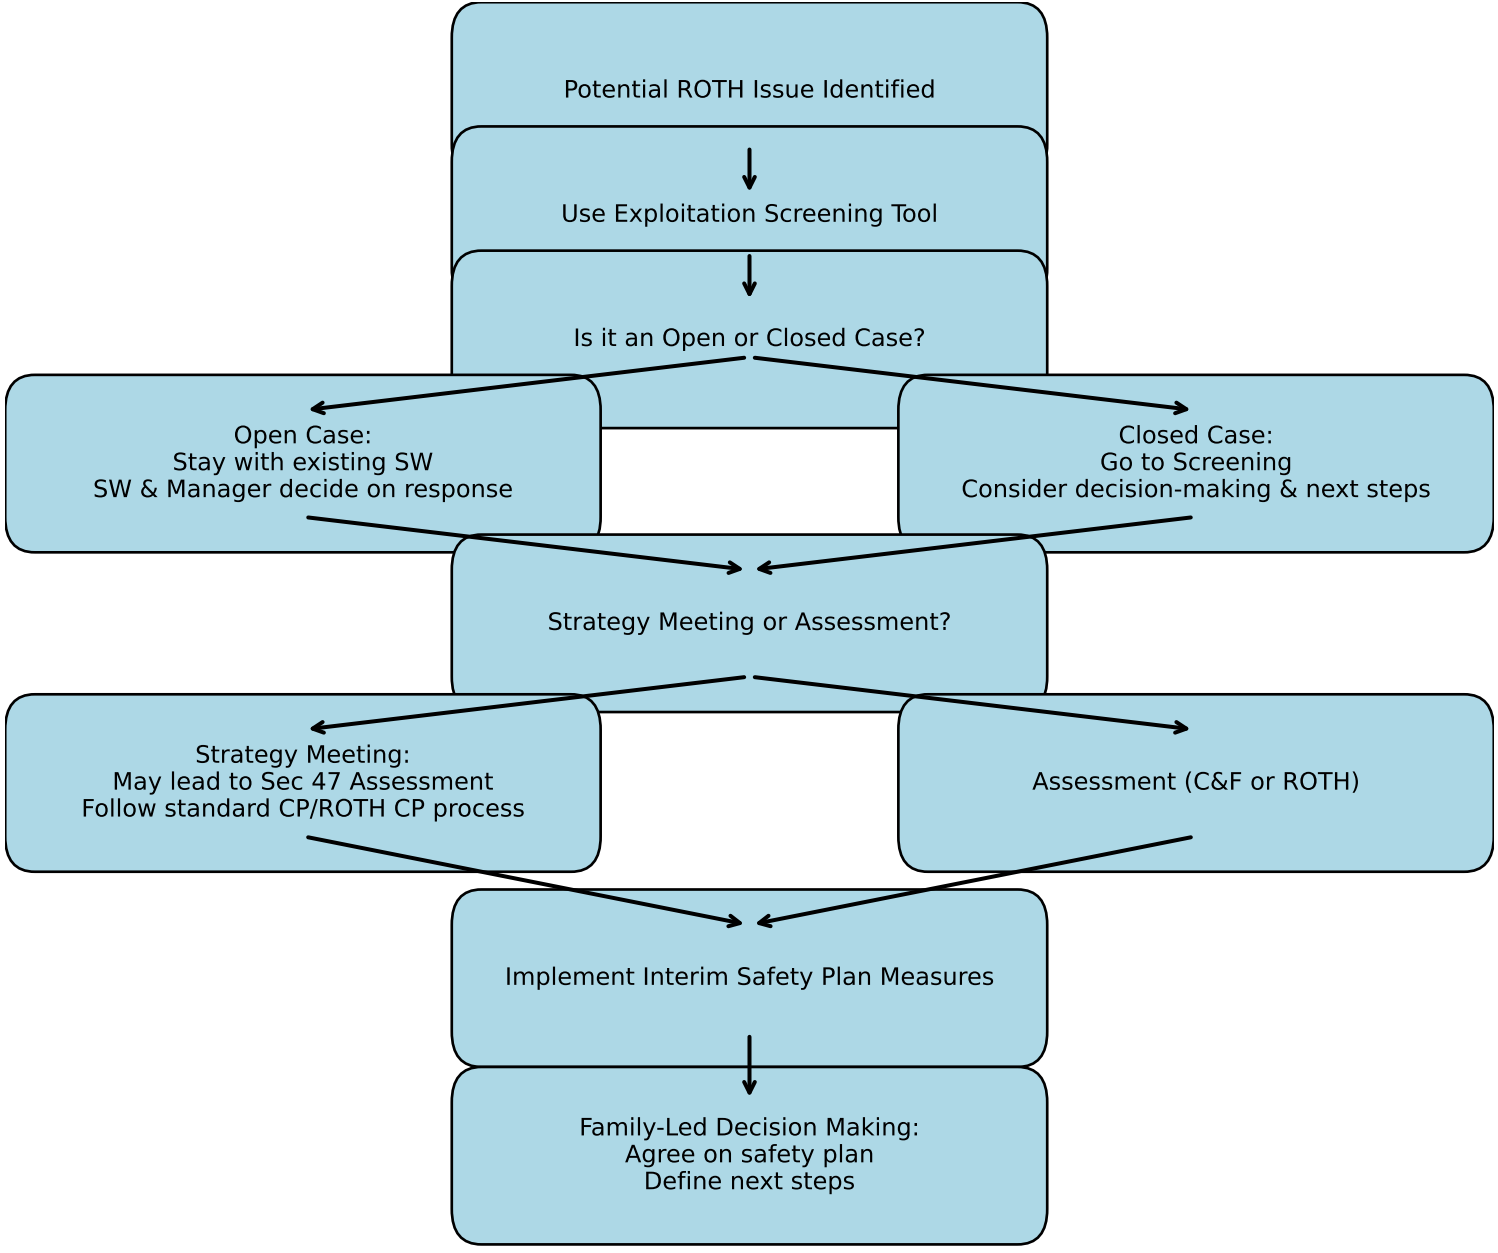 Potential ROTH Issue Identified
Use Exploitation Screening Tool
Is it an Open or Closed Case?
Open Case:
Stay with existing SW
SW & Manager decide on response
Closed Case:
Go to Screening
Consider decision-making & next steps
Strategy Meeting or Assessment?
Strategy Meeting:
May lead to Sec 47 Assessment
Follow standard CP/ROTH CP process
Assessment (C&F or ROTH)
Implement Interim Safety Plan Measures
Family-Led Decision Making:
Agree on safety plan
Define next steps